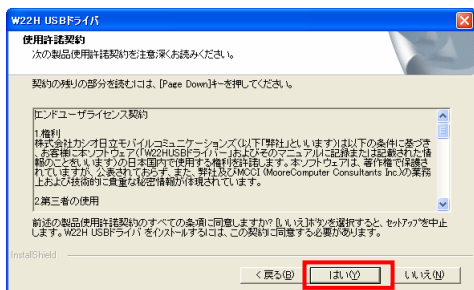 W22H USBドライバ
使用許諾契約
次の製品使用許諾契約を注意深くお読みください。
契約の残りの部分を読むには、[Page Down]キーを押してください。
エンドユーザライセンス契約
1.権利
株式会社カシオ日立モバイルコミュニケーションズ(以下「弊社」といいます)は以下の条件に基づき
、お客様に本ソフトウェア(「W22HUSBドライバー」およびそのマニュアルに記録または記載された情
報のことをいいます)の日本国内で使用する権利を許諾します。本ソフトウェアは、著作権で保護さ
れていますが、公表されておらず、また、弊社及びMCCI (MooreComputer Consultants Inc.)の業務
上および技術的に貴重な秘密情報が体現されています。
2.第三者の使用
前述の製品使用許諾契約のすべての条項に同意しますか? [いいえ]ボタンを選択すると、セットアップを中止
します。W22H USBドライバ をインストールするには、この契約に同意する必要があります。
InstallShield
< 戻る(B)
はい(Y)
いいえ(N)